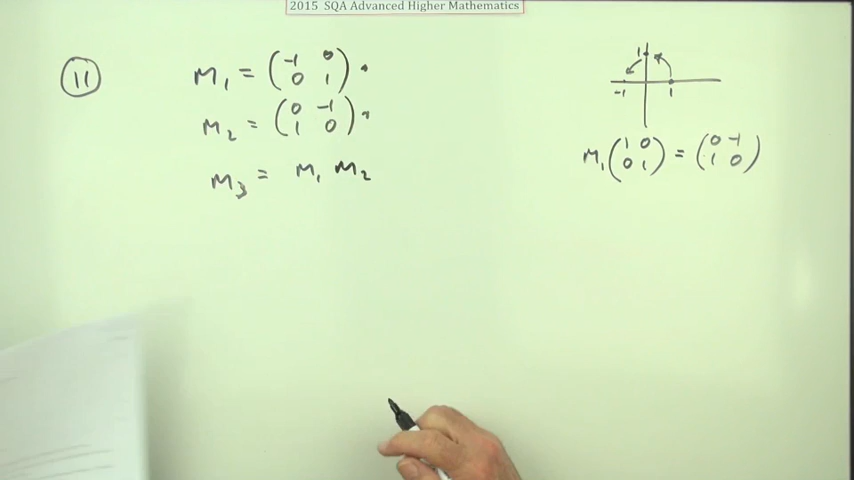 2015 SQA Advanced Higher Mathematics
11
M₁ = (-1 0
0 1)
M₂ = (0 -1
1 0)
M₃ = M₁ M₂
1
-1 1
M₁ (1 0
0 1) = (0 -1
1 0)